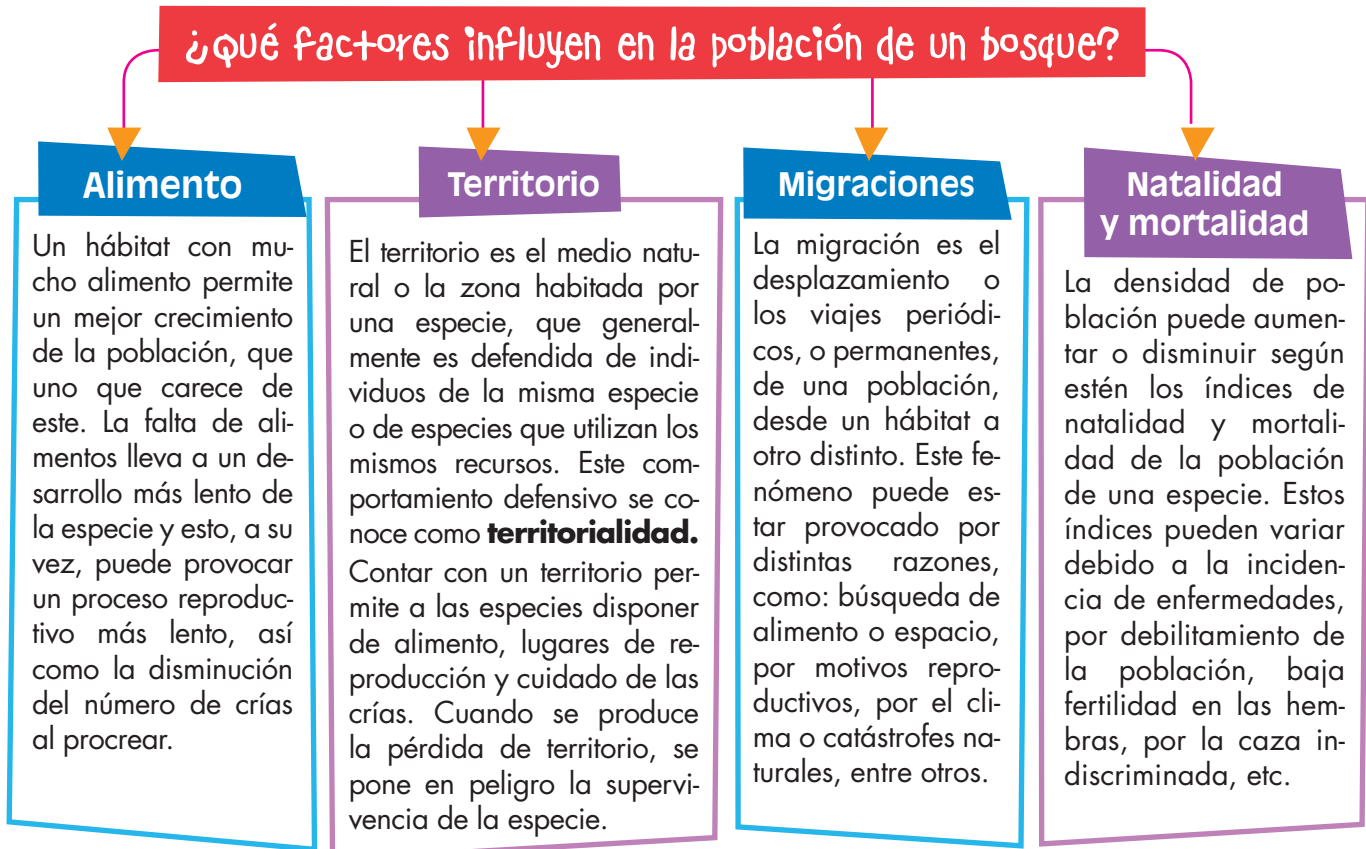 ¿Qué factores influyen en la población de un bosque?
Alimento
Un hábitat con mu-
cho alimento permite
un mejor crecimiento
de la población, que
uno que carece de
este. La falta de ali-
mentos lleva a un de-
sarrollo más lento de
la especie y esto, a su
vez, puede provocar
un proceso reproduc-
tivo más lento, así
como la disminución
del número de crías
al procrear.
Territorio
El territorio es el medio natu-
ral o la zona habitada por
una especie, que general-
mente es defendida de indi-
viduos de la misma especie
o de especies que utilizan los
mismos recursos. Este com-
portamiento defensivo se co-
noce como territorialidad.
Contar con un territorio per-
mite a las especies disponer
de alimento, lugares de re-
producción y cuidado de las
crías. Cuando se produce
la pérdida de territorio, se
pone en peligro la supervi-
vencia de la especie.
Migraciones
La migración es el
desplazamiento o
los viajes periódi-
cos, o permanentes,
de una población,
desde un hábitat a
otro distinto. Este fe-
nómeno puede es-
tar provocado por
distintas razones,
como: búsqueda de
alimento o espacio,
por motivos repro-
ductivos, por el cli-
ma o catástrofes na-
turales, entre otros.
Natalidad
y mortalidad
La densidad de po-
blación puede aumen-
tar o disminuir según
estén los índices de
natalidad y mortali-
dad de la población
de una especie. Estos
índices pueden variar
debido a la inciden-
cia de enfermedades,
por debilitamiento de
la población, baja
fertilidad en las hem-
bras, por la caza in-
discriminada, etc.